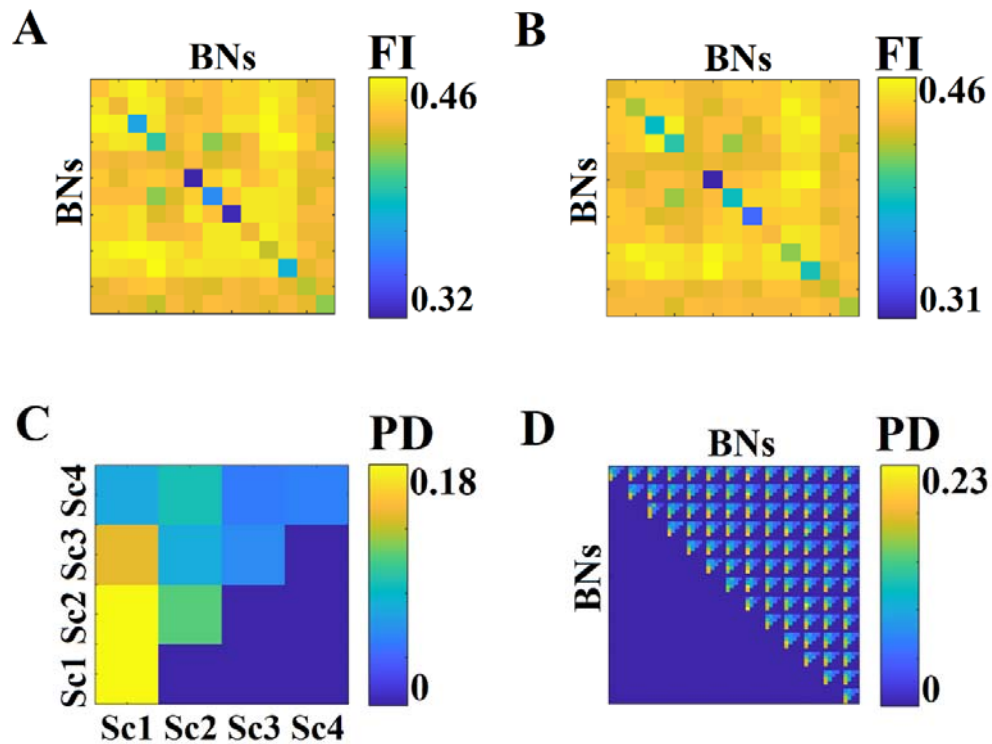 A
BNs
FI
BNs
0.46
0.32
B
BNs
FI
BNs
0.46
0.31
C
PD
Sc1 Sc2 Sc3 Sc4
0.18
0
Sc1 Sc2 Sc3 Sc4
D
BNs
PD
BNs
0.23
0